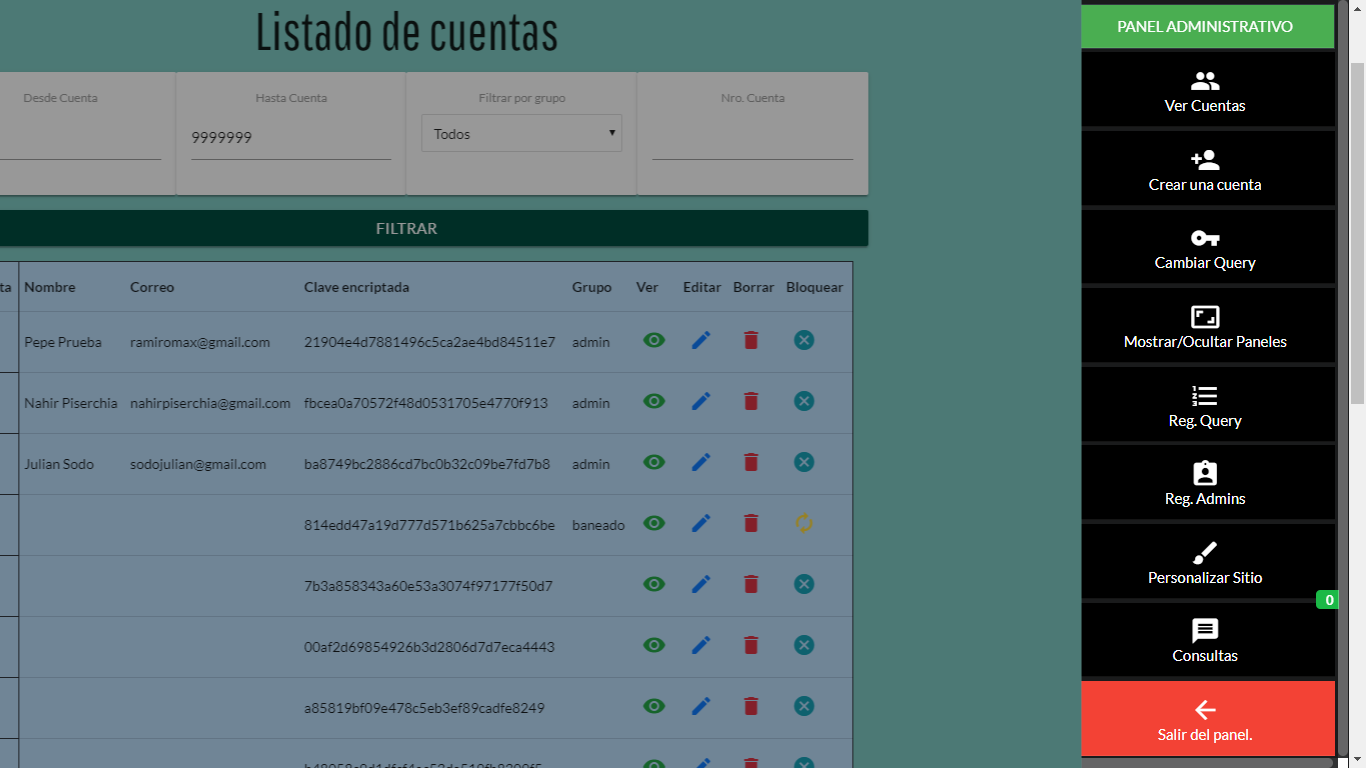 Listado de cuentas
Desde Cuenta
Hasta Cuenta
Filtrar por grupo
Nro. Cuenta
9999999
Todos
FILTRAR
ta Nombre Correo Clave encriptada Grupo Ver Editar Borrar Bloquear
Pepe Prueba ramiromax@gmail.com 21904e4d7881496c5ca2ae4bd84511e7 admin
Nahir Piserchia nahirpiserchia@gmail.com fbcea0a70572f48d0531705e4770f913 admin
Julian Sodo sodojulian@gmail.com ba8749bc2886cd7bc0b32c09be7fd7b8 admin
814edd47a19d777d571b625a7cbbc6be baneado
7b3a858343a60e53a3074f97177f50d7
00af2d69854926b3d2806d7d7eca4443
a85819bf09e478c5eb3ef89cadfe8249
PANEL ADMINISTRATIVO
Ver Cuentas
Crear una cuenta
Cambiar Query
Mostrar/Ocultar Paneles
Reg. Query
Reg. Admins
Personalizar Sitio
0
Consultas
Salir del panel.